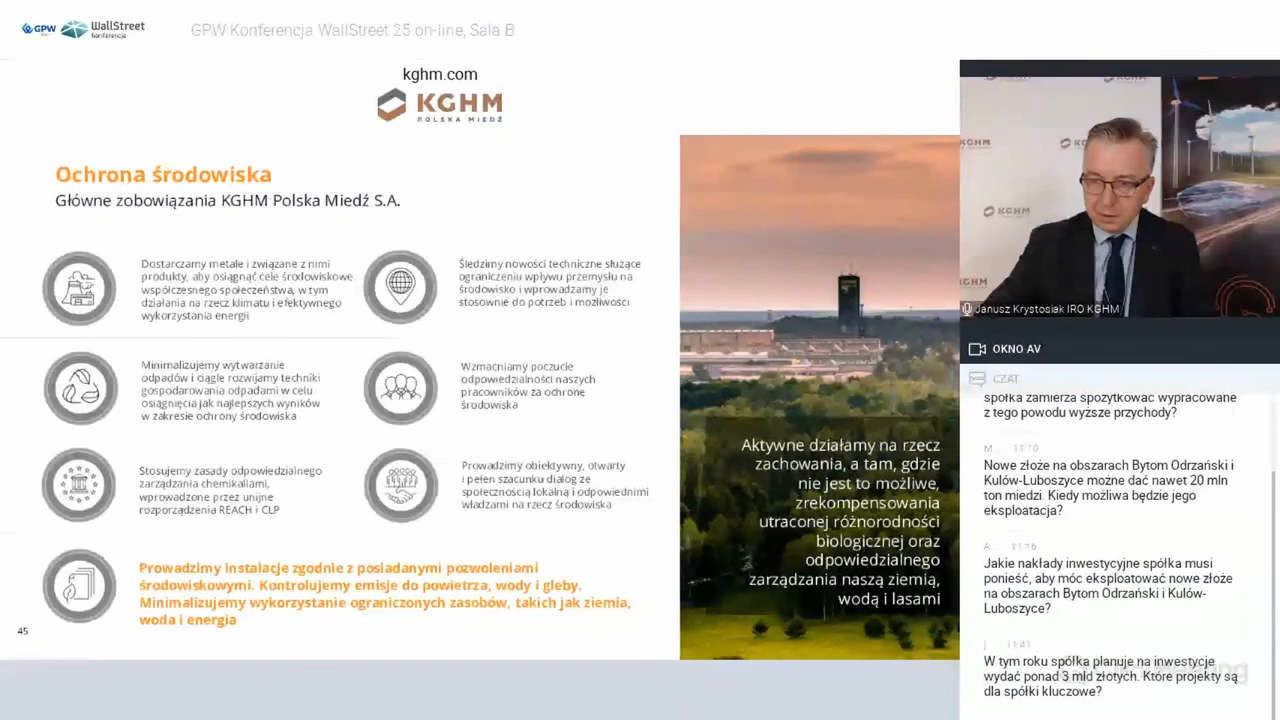 GPW WallStreet
konferencje
GPW Konferencja WallStreet 25 on-line, Sala B
kghm.com
KGHM
POLSKA MIEDŹ
Ochrona środowiska
Główne zobowiązania KGHM Polska Miedź S.A.
Dostarczamy metale i związane z nimi
produkty, aby osiągnąć cele środowiskowe
współczesnego społeczeństwa, w tym
działania na rzecz klimatu i efektywnego
wykorzystania energii
Śledzimy nowości techniczne służące
ograniczeniu wpływu przemysłu na
środowisko i wprowadzamy je
stosownie do potrzeb i możliwości
Minimalizujemy wytwarzanie
odpadów i ciągle rozwijamy techniki
gospodarowania odpadami w celu
osiągnięcia jak najlepszych wyników
w zakresie ochrony środowiska
Wzmacniamy poczucie
odpowiedzialności naszych
pracowników za ochronę
środowiska
Stosujemy zasady odpowiedzialnego
zarządzania chemikaliami,
wprowadzone przez unijne
rozporządzenia REACH i CLP
Prowadzimy obiektywny, otwarty
i pełen szacunku dialog ze
społecznością lokalną i odpowiednimi
władzami na rzecz środowiska
Prowadzimy instalacje zgodnie z posiadanymi pozwoleniami
środowiskowymi. Kontrolujemy emisje do powietrza, wody i gleby.
Minimalizujemy wykorzystanie ograniczonych zasobów, takich jak ziemia,
woda i energia
45
Aktywne działamy na rzecz
zachowania, a tam, gdzie
nie jest to możliwe,
zrekompensowania
utraconej różnorodności
biologicznej oraz
odpowiedzialnego
zarządzania naszą ziemią,
wodą i lasami
KGHM
KGHM
Janusz Krystosiak IRO KGHM
OKNO AV
CZAT
spółka zamierza spożytkować wypracowane
z tego powodu wyższe przychody?
M 11:10
Nowe złoże na obszarach Bytom Odrzański i
Kulów-Luboszyce można dać nawet 20 mln
ton miedzi. Kiedy możliwa będzie jego
eksploatacja?
A 11:16
Jakie nakłady inwestycyjne spółka musi
ponieść, aby móc eksploatować nowe złoże
na obszarach Bytom Odrzański i Kulów-
Luboszyce?
j 11:41
W tym roku spółka planuje na inwestycje
wydać ponad 3 mld złotych. Które projekty są
dla spółki kluczowe?